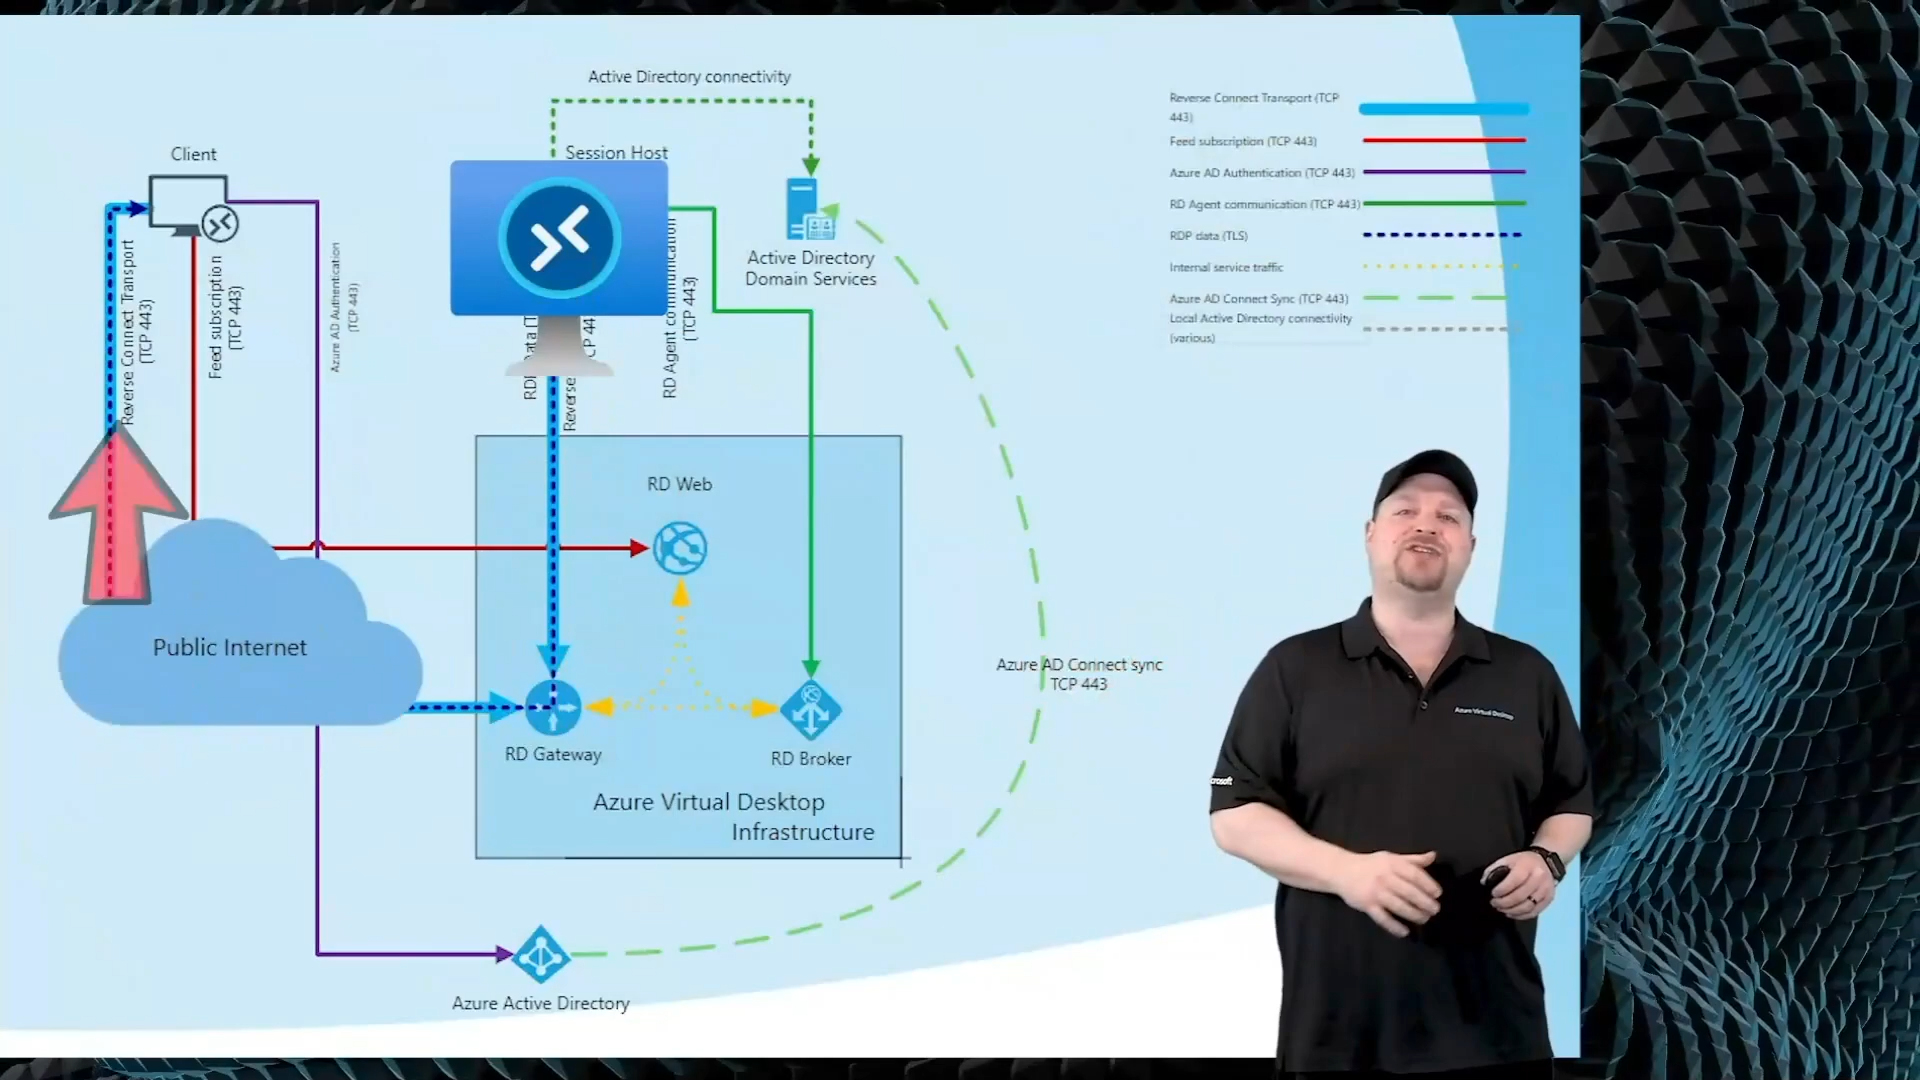 Active Directory connectivity
Client
Session Host
Reverse Connect Transport
(TCP 443)
Feed subscription
(TCP 443)
Azure AD Authentication
(TCP 443)
Reverse
RD Agent communication
(TCP 443)
Active Directory
Domain Services
Reverse Connect Transport (TCP
443)
Feed subscription (TCP 443)
Azure AD Authentication (TCP 443)
RD Agent communication (TCP 443)
RDP data (TLS)
Internal service traffic
Azure AD Connect Sync (TCP 443)
Local Active Directory connectivity
(various)
RD Web
Public Internet
Azure AD Connect sync
TCP 443
RD Gateway
RD Broker
Azure Virtual Desktop
Infrastructure
Azure Active Directory
Azure Virtual Desktop